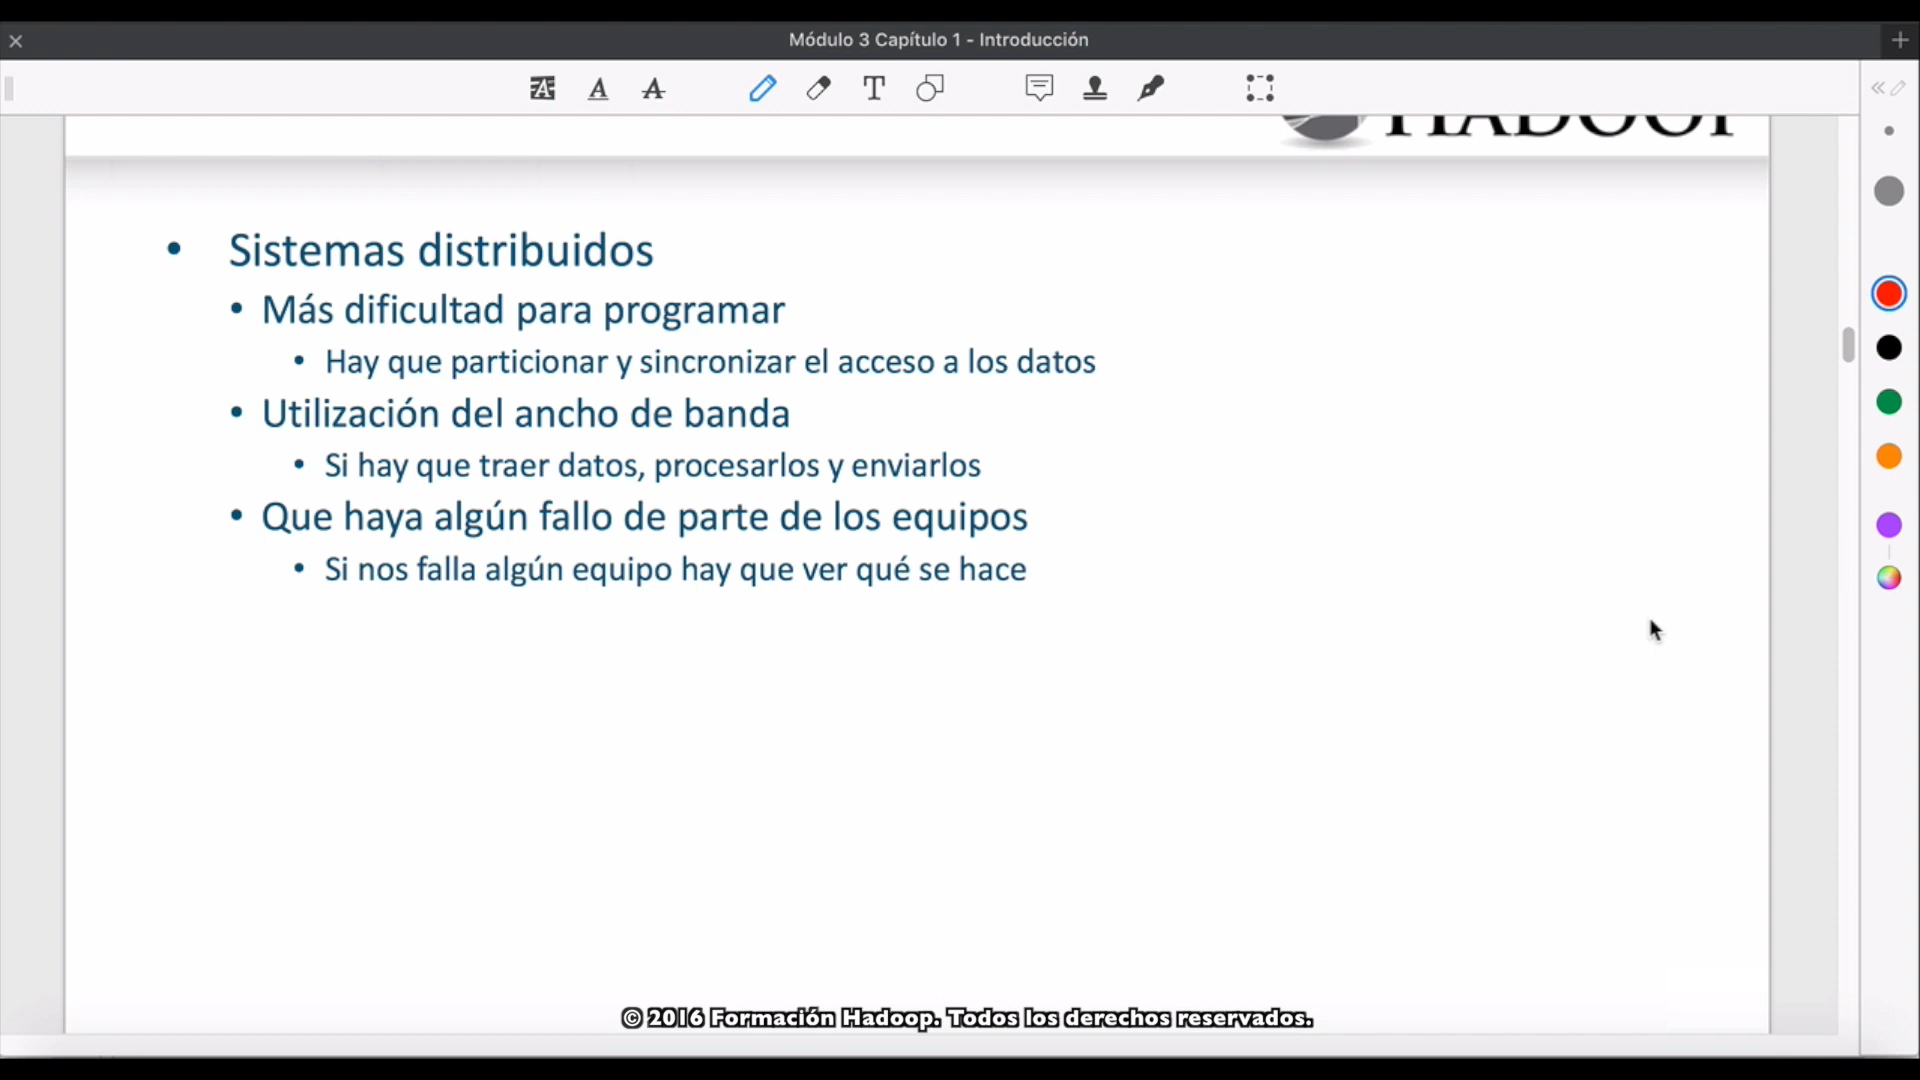 Módulo 3 Capítulo 1 - Introducción
HADOOP
• Sistemas distribuidos
• Más dificultad para programar
• Hay que particionar y sincronizar el acceso a los datos
• Utilización del ancho de banda
• Si hay que traer datos, procesarlos y enviarlos
• Que haya algún fallo de parte de los equipos
• Si nos falla algún equipo hay que ver qué se hace
© 2016 Formación Hadoop. Todos los derechos reservados.